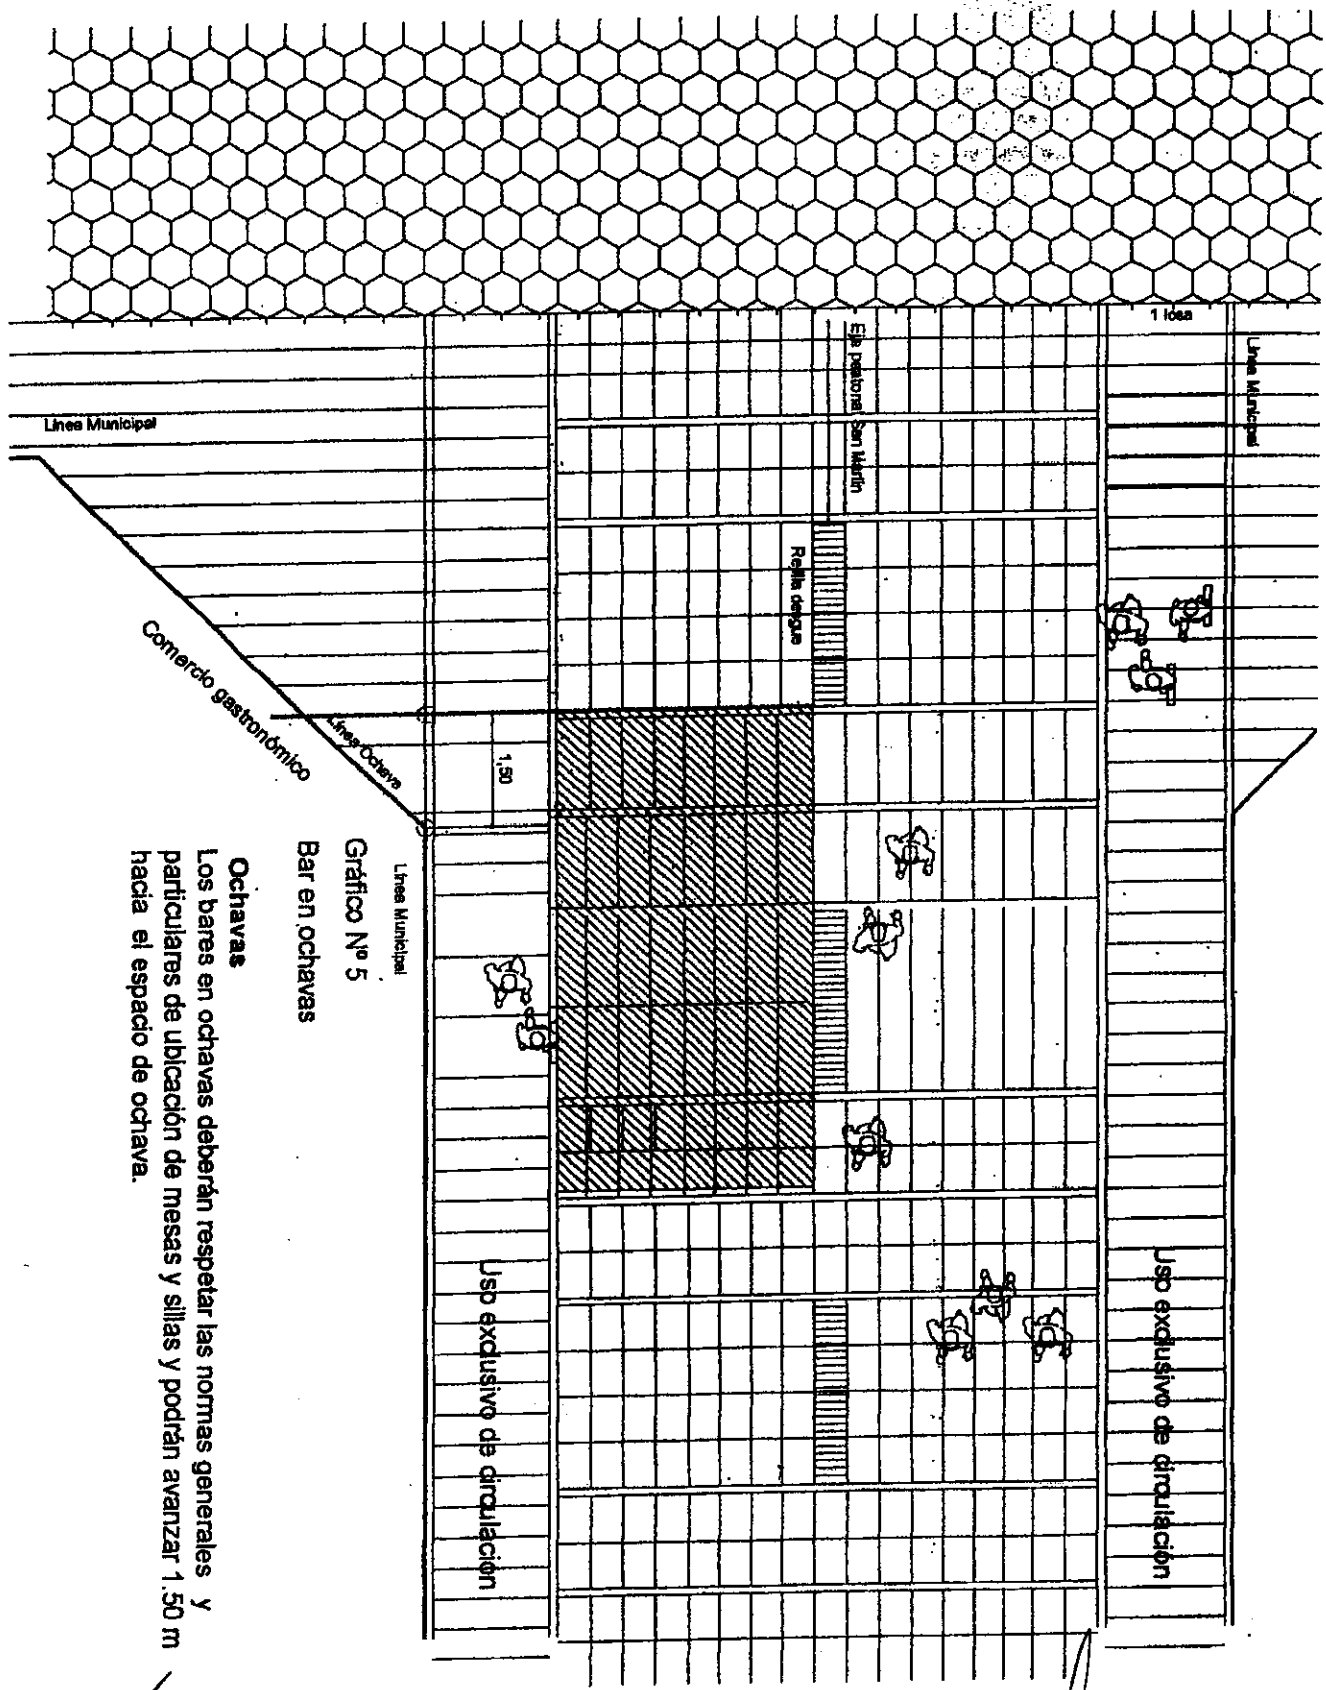 Línea Municipal
1 losa
Uso exclusivo de circulación
Eje peatonal San Martín
Rejilla desgue
Línea Municipal
1,50
Uso exclusivo de circulacion
Línea Ochava
Comercio gastronómico
Línea Municipal
Gráfico Nº 5
Bar en ochavas
Ochavas
Los bares en ochavas deberán respetar las normas generales y
particulares de ubicación de mesas y sillas y podrán avanzar 1.50 m
hacia el espacio de ochava.